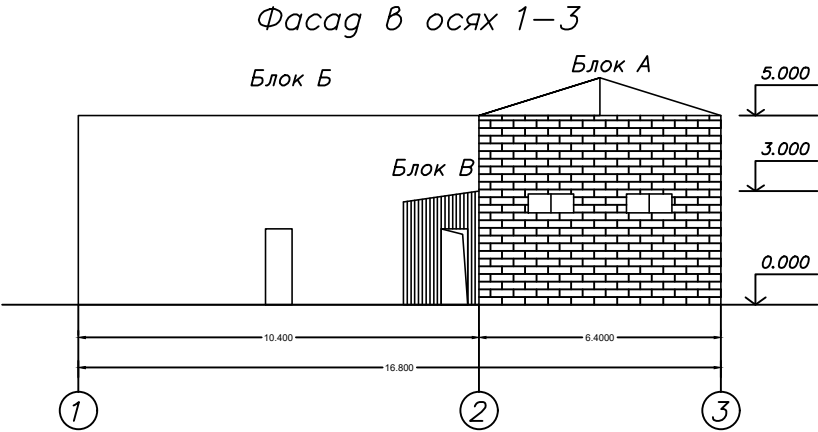 Фасад в осях 1-3
Блок А
Блок Б
5.000
Блок В
3.000
0.000
10.400
6.4000
16.800
1
2
3